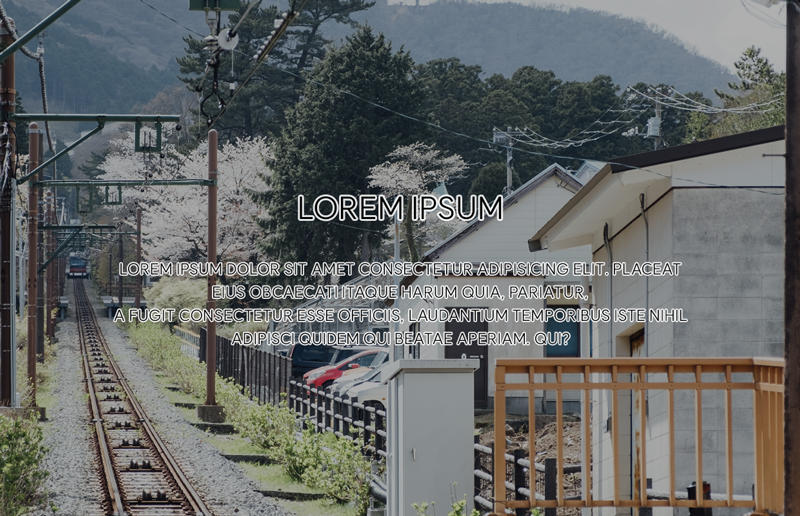 LOREM IPSUM
LOREM IPSUM DOLOR SIT AMET CONSECTETUR ADIPISICING ELIT. PLACEAT
EIUS OBCAECATI ITAQUE HARUM QUIA, PARIATUR,
A FUGIT CONSECTETUR ESSE OFFICIIS, LAUDANTIUM TEMPORIBUS ISTE NIHIL
ADIPISCI QUIDEM QUI BEATAE APERIAM. QUI?